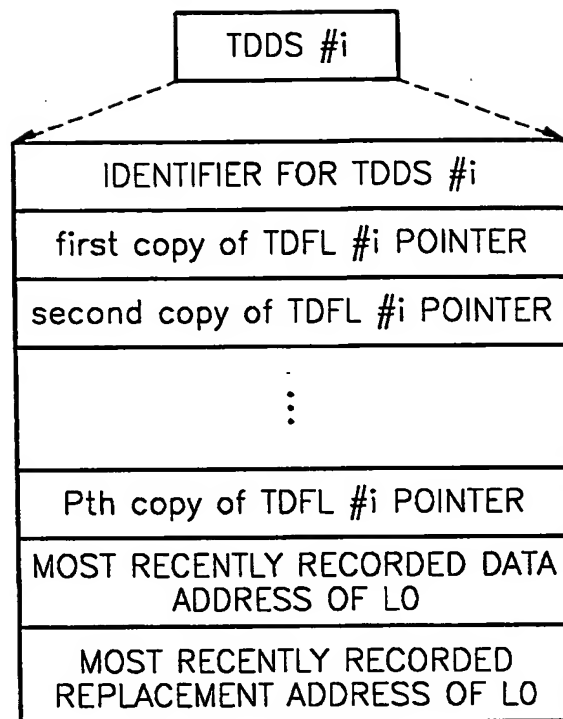 TDDS #i
IDENTIFIER FOR TDDS #i
first copy of TDFL #i POINTER
second copy of TDFL #i POINTER
⋮
Pth copy of TDFL #i POINTER
MOST RECENTLY RECORDED DATA
ADDRESS OF L0
MOST RECENTLY RECORDED
REPLACEMENT ADDRESS OF L0